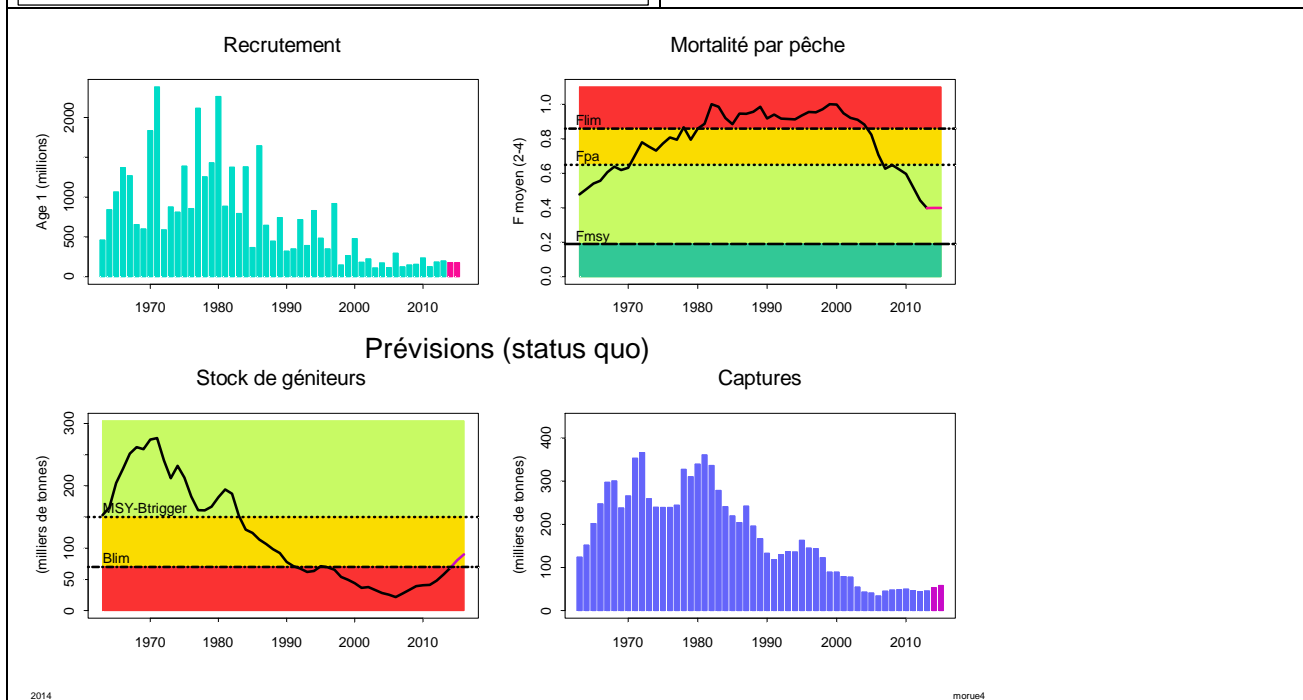 Recrutement
Age 1 (millions)
2000
1000
500
0
1970 1980 1990 2000 2010
Mortalité par pêche
F moyen (2-4)
1.0
0.8
0.6
0.4
0.2
0.0
Flim
Fpa
Fmsy
1970 1980 1990 2000 2010
Prévisions (status quo)
Stock de géniteurs
(milliers de tonnes)
300
200
100
50
0
MSY-Btrigger
Blim
1970 1980 1990 2000 2010
Captures
(milliers de tonnes)
400
300
200
100
0
1970 1980 1990 2000 2010
2014 morue4